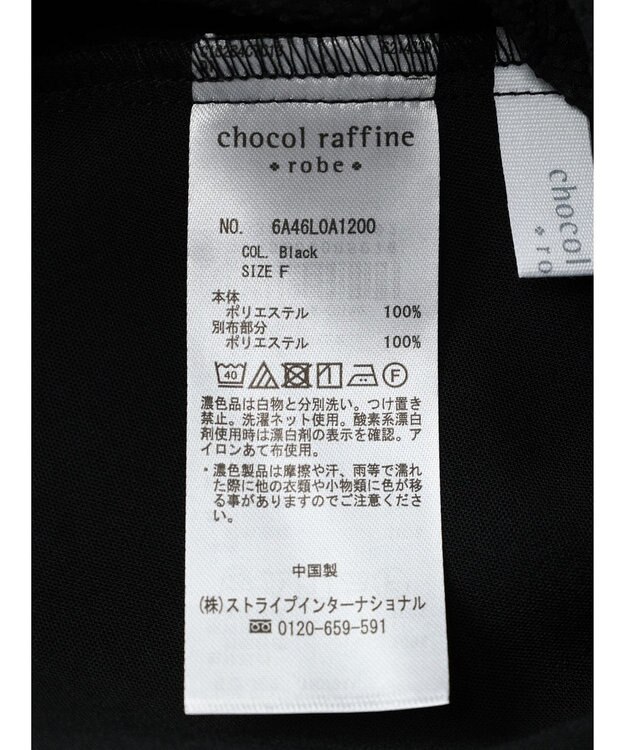 chocol raffine
robe
NO. 6A46L0A1200
COL. Black
SIZE F
本体
ポリエステル 100%
別布部分
ポリエステル 100%
40
F
濃色品は白物と分別洗い。つけ置き
禁止。洗濯ネット使用。酸素系漂白
剤使用時は漂白剤の表示を確認。ア
イロンあて布使用。
・濃色製品は摩擦や汗、雨等で濡れ
た際に他の衣類や小物類に色が移
る事がありますのでご注意くださ
い。
中国製
(株)ストライプインターナショナル
0120-659-591
chocol
ro